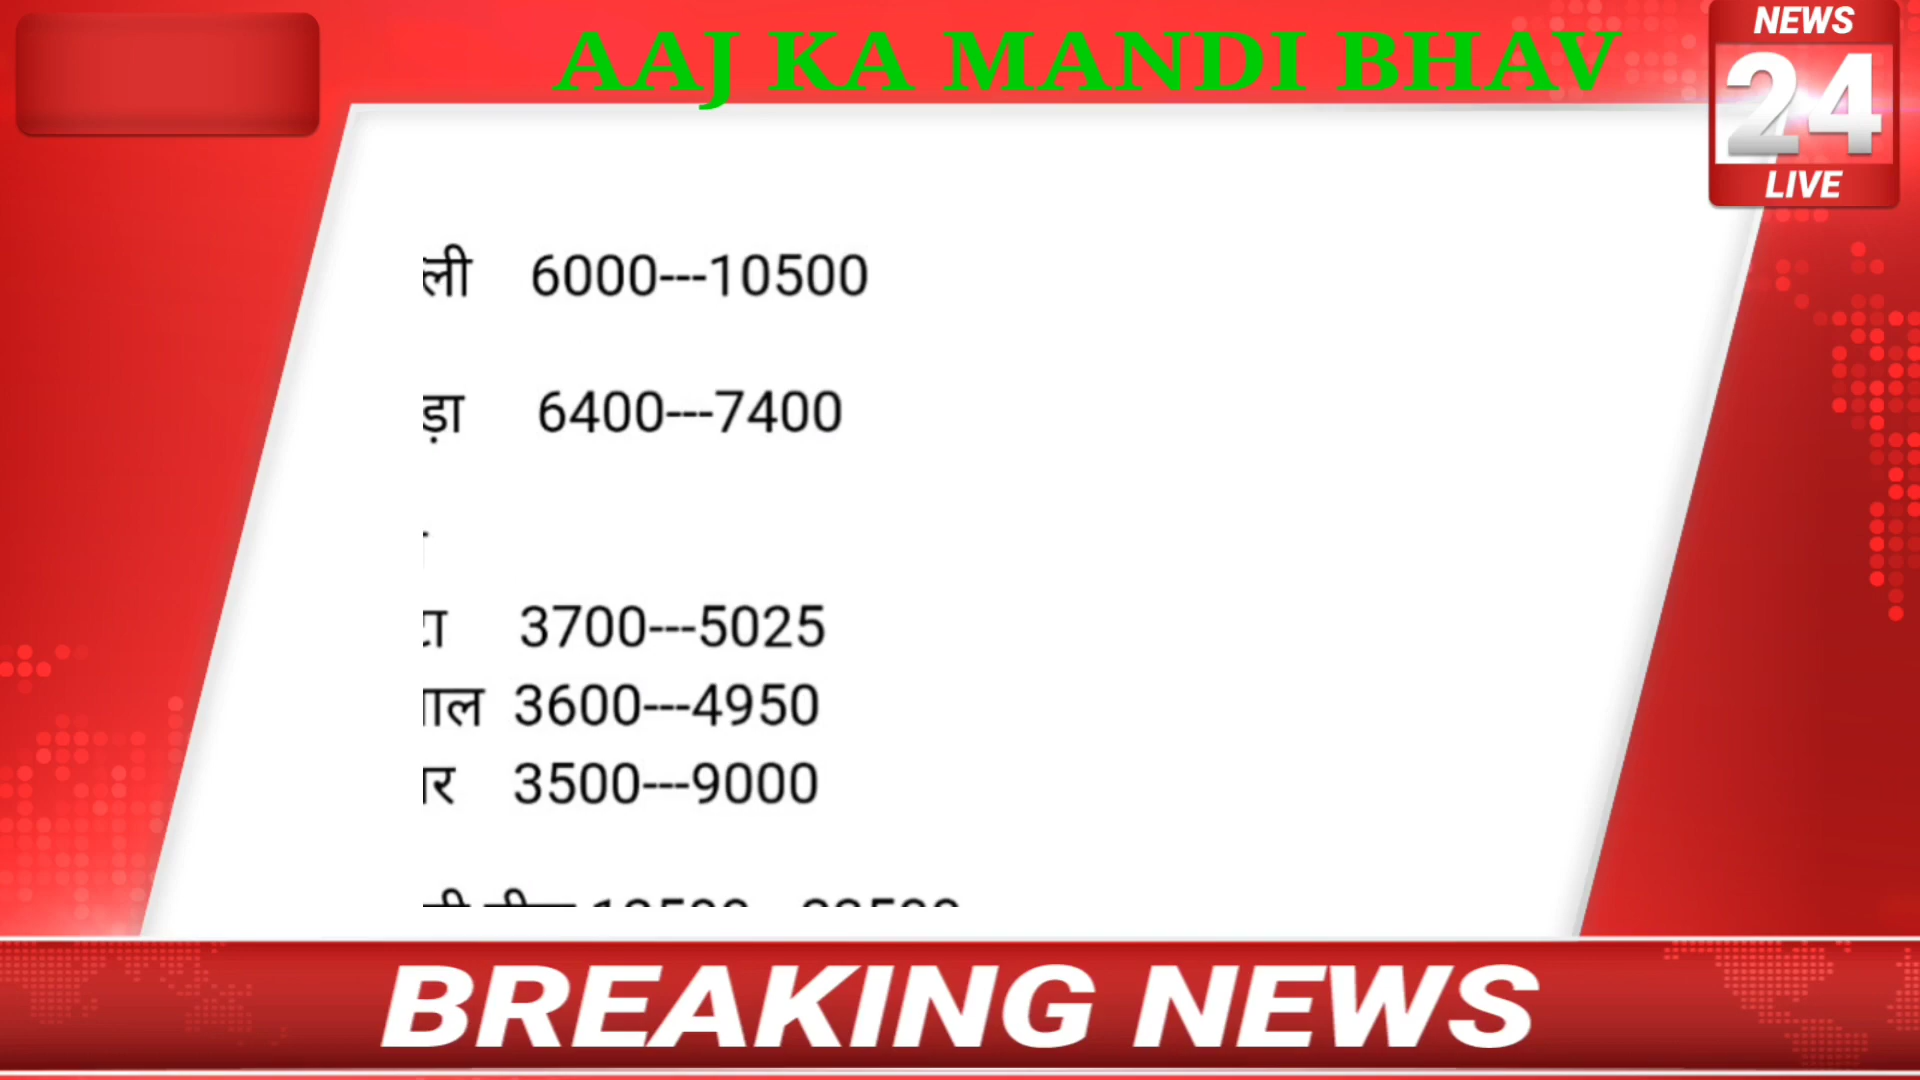 AAJ KA MANDI BHAV
NEWS
24
LIVE
ली 6000---10500
ड़ा 6400---7400
टा 3700---5025
ाल 3600---4950
र 3500---9000
BREAKING NEWS